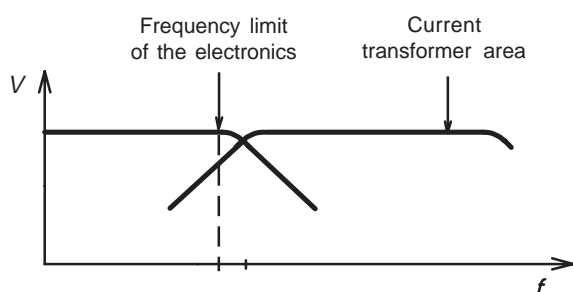 Frequency limit
of the electronics
Current
transformer area
V
f